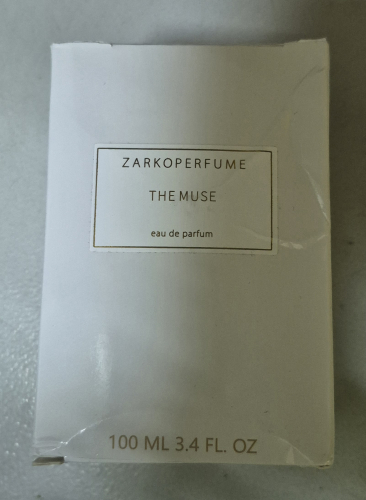 ZARKOPERFUME
THE MUSE
eau de parfum
100 ML 3.4 FL. OZ